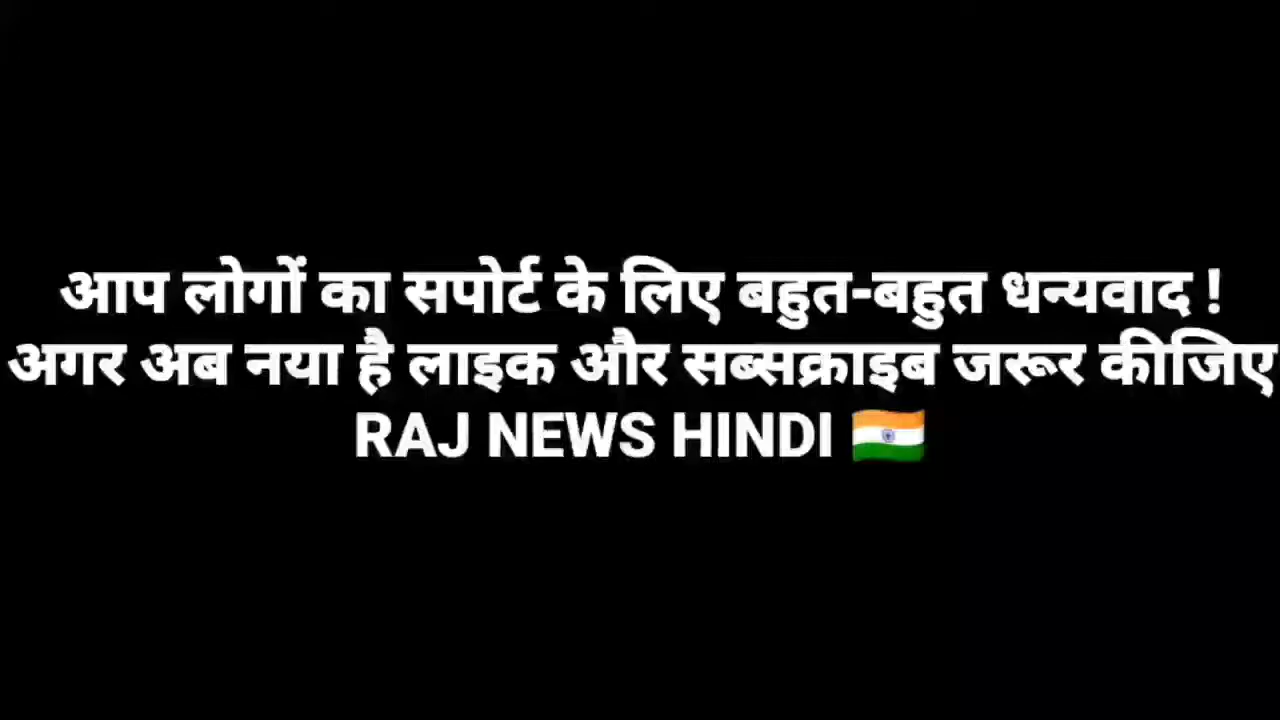 आप लोगों का सपोर्ट के लिए बहुत-बहुत धन्यवाद !
अगर अब नया है लाइक और सब्सक्राइब जरूर कीजिए
RAJ NEWS HINDI 🇮🇳